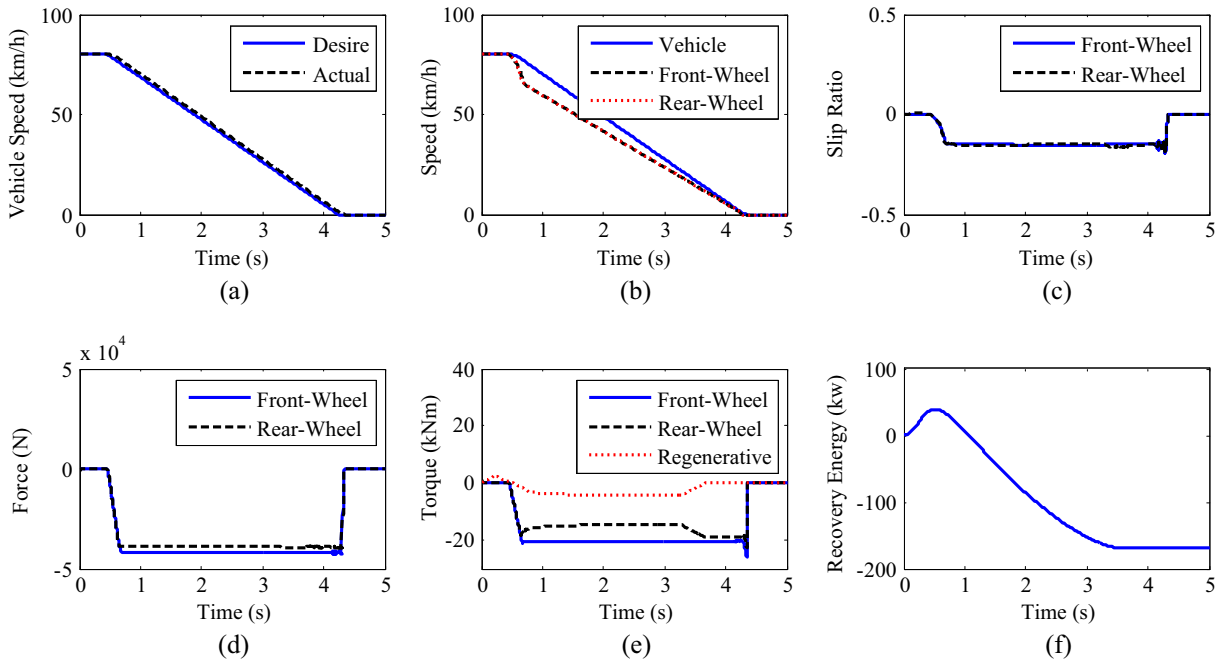 Vehicle Speed (km/h)
100
50
0
Desire
Actual
0 1 2 3 4 5
Time (s)
(a)
Speed (km/h)
100
50
0
Vehicle
Front-Wheel
Rear-Wheel
0 1 2 3 4 5
Time (s)
(b)
Slip Ratio
0.5
0
-0.5
Front-Wheel
Rear-Wheel
0 1 2 3 4 5
Time (s)
(c)
Force (N)
x 10^4
5
0
-5
Front-Wheel
Rear-Wheel
0 1 2 3 4 5
Time (s)
(d)
Torque (kNm)
40
20
0
-20
Front-Wheel
Rear-Wheel
Regenerative
0 1 2 3 4 5
Time (s)
(e)
Recovery Energy (kw)
100
0
-100
-200
0 1 2 3 4 5
Time (s)
(f)